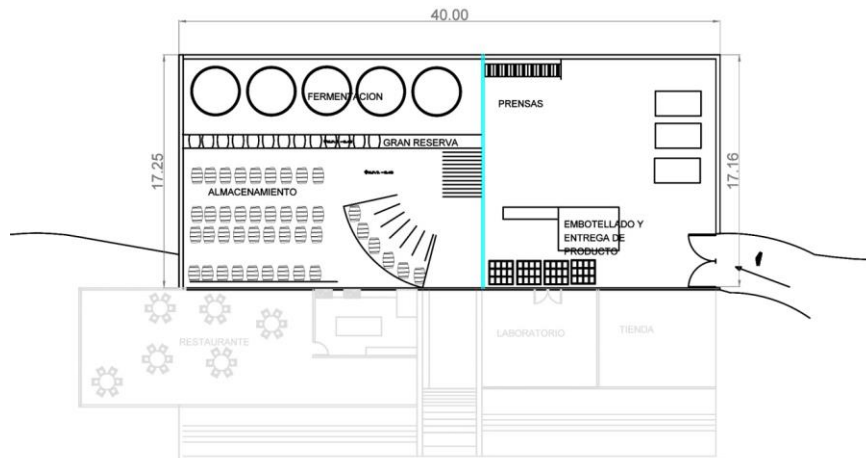 40.00
17.25
17.16
FERMENTACION
PRENSAS
GRAN RESERVA
ALMACENAMIENTO
EMBOTELLADO Y
ENTREGA DE
PRODUCTO
RESTAURANTE
LABORATORIO
TIENDA